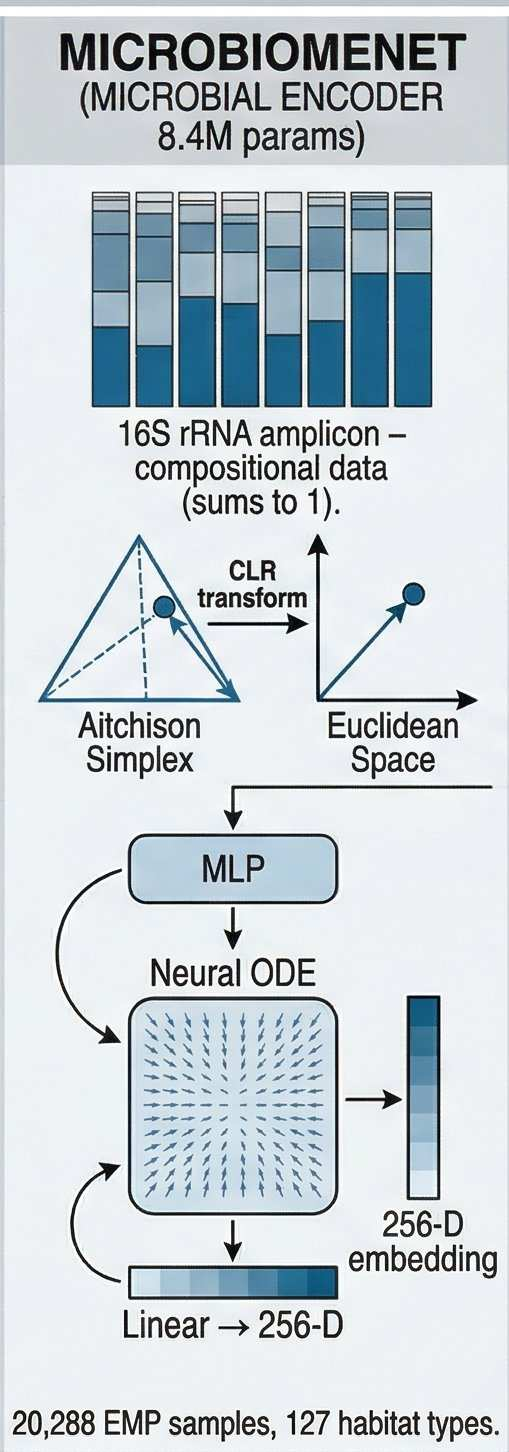 MICROBIOMENET
(MICROBIAL ENCODER
8.4M params)
16S rRNA amplicon –
compositional data
(sums to 1).
CLR
transform
Aitchison
Simplex
Euclidean
Space
MLP
Neural ODE
256-D
embedding
Linear → 256-D
20,288 EMP samples, 127 habitat types.